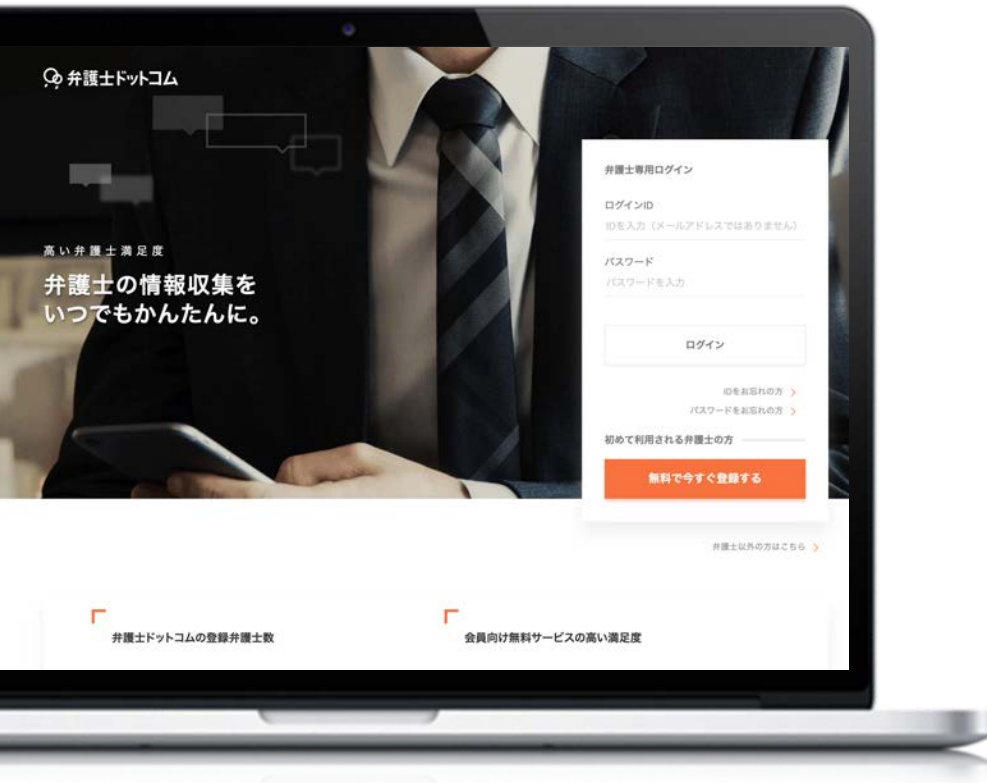 弁護士ドットコム
高い弁護士満足度
弁護士の情報収集を
いつでもかんたんに。
弁護士専用ログイン
ログインID
IDを入力（メールアドレスではありません）
パスワード
パスワードを入力
ログイン
IDをお忘れの方
パスワードをお忘れの方
初めて利用される弁護士の方
無料で今すぐ登録する
弁護士以外の方はこちら
弁護士ドットコムの登録弁護士数
会員向け無料サービスの高い満足度